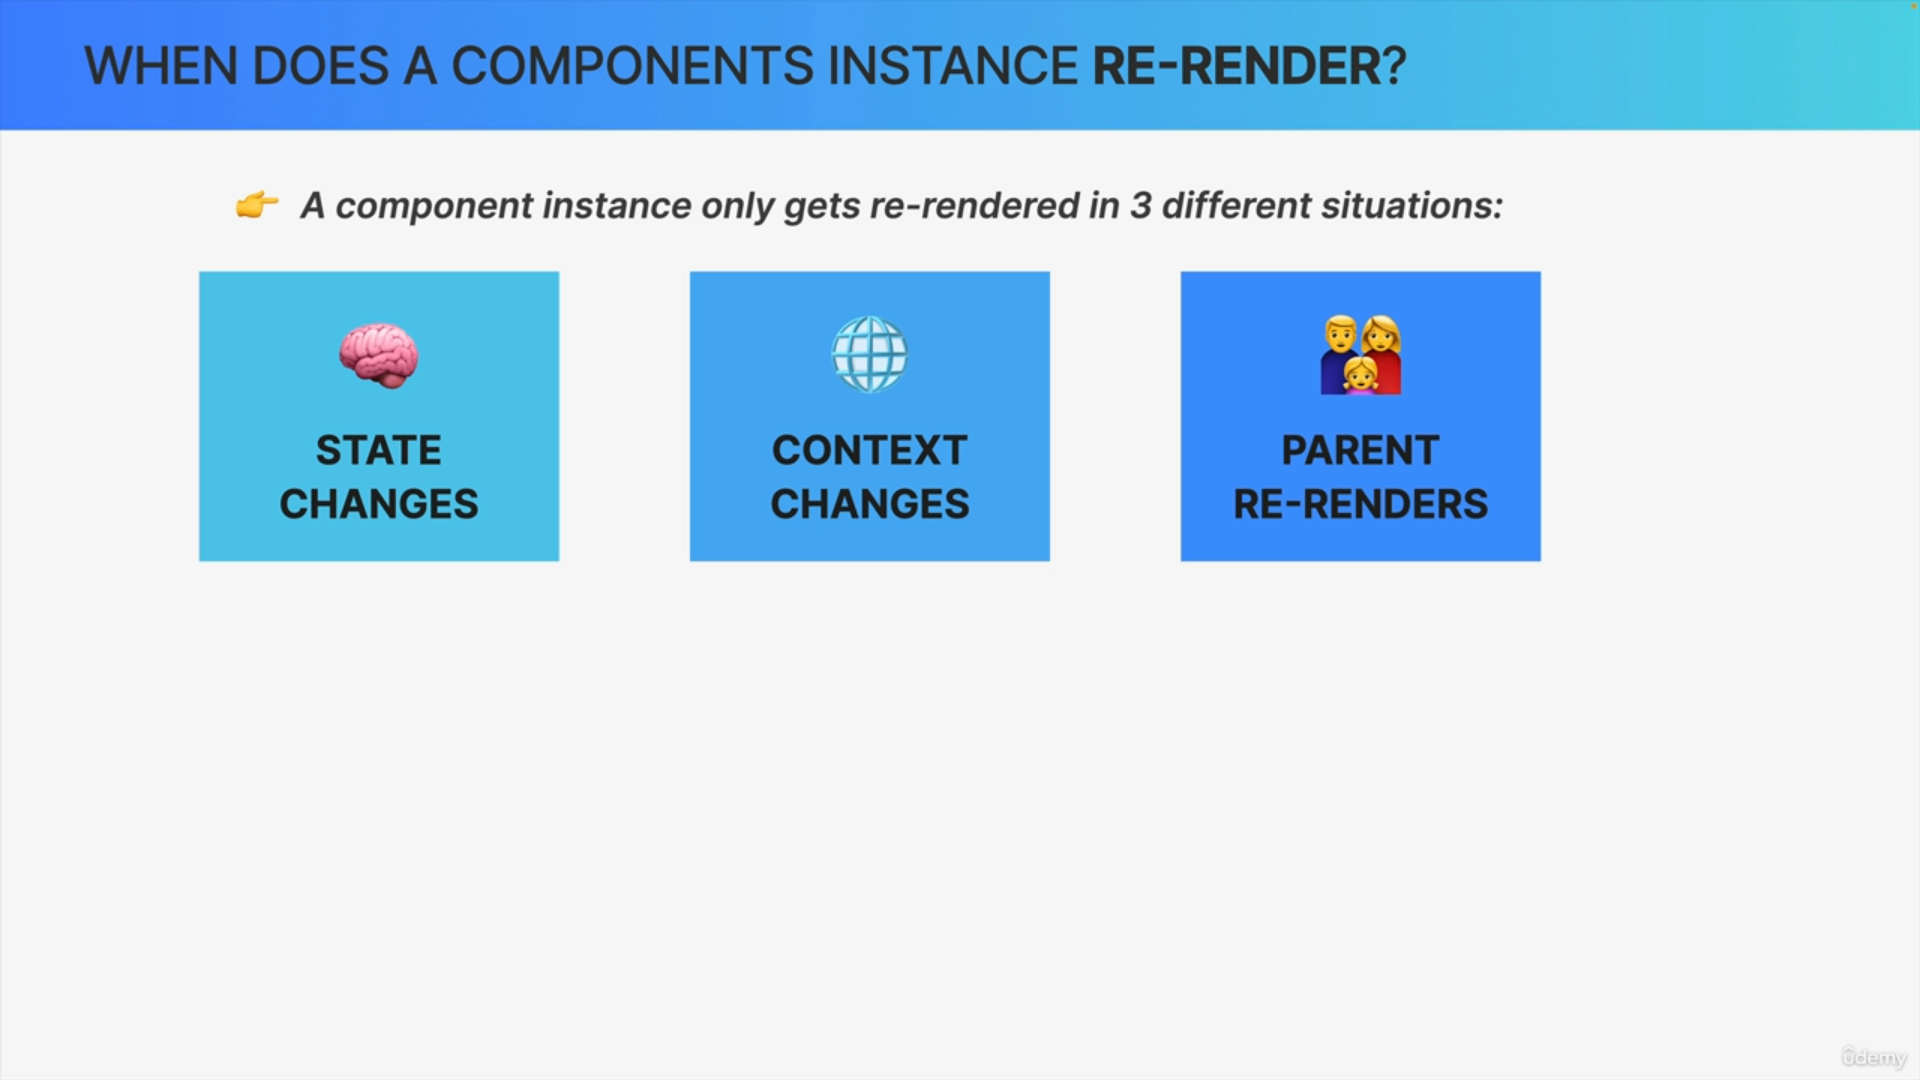 WHEN DOES A COMPONENTS INSTANCE RE-RENDER?
👉 A component instance only gets re-rendered in 3 different situations:
STATE
CHANGES
CONTEXT
CHANGES
PARENT
RE-RENDERS
ûdemy